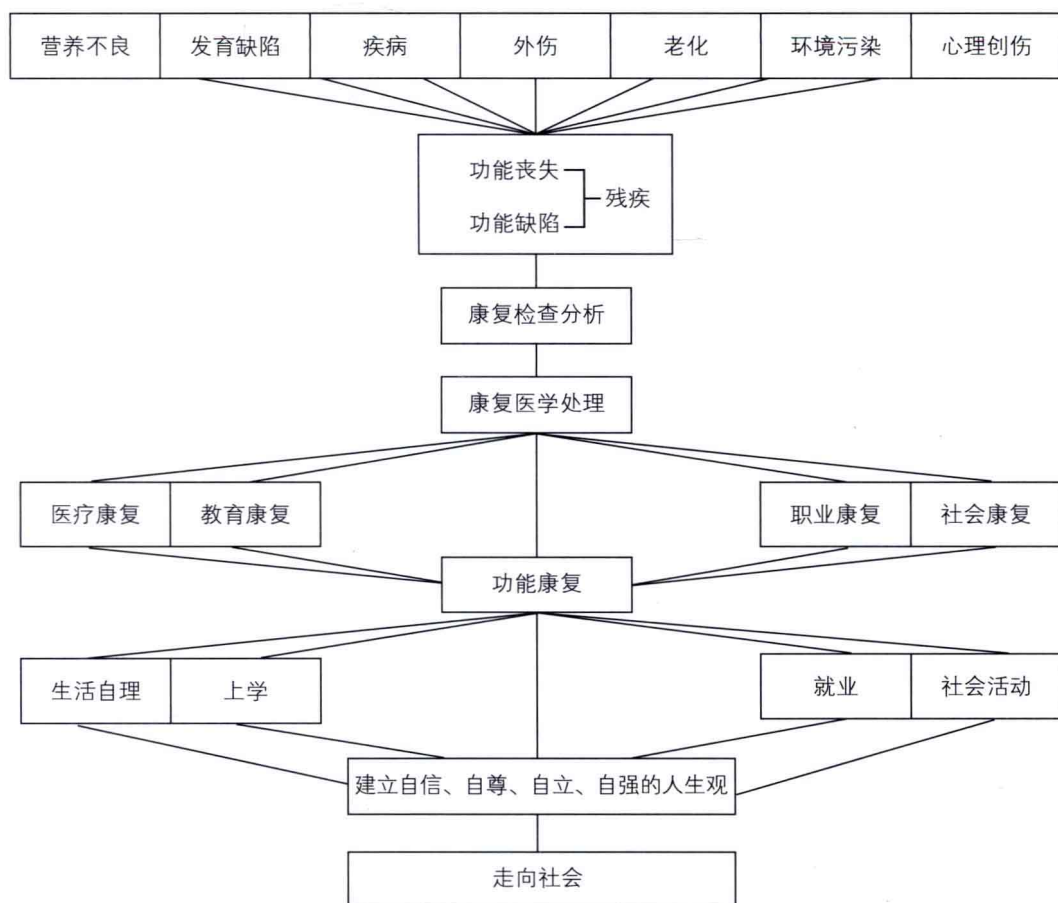 营养不良 发育缺陷 疾病 外伤 老化 环境污染 心理创伤
功能丧失
残疾
功能缺陷
康复检查分析
康复医学处理
医疗康复 教育康复 职业康复 社会康复
功能康复
生活自理 上学 就业 社会活动
建立自信、自尊、自立、自强的人生观
走向社会